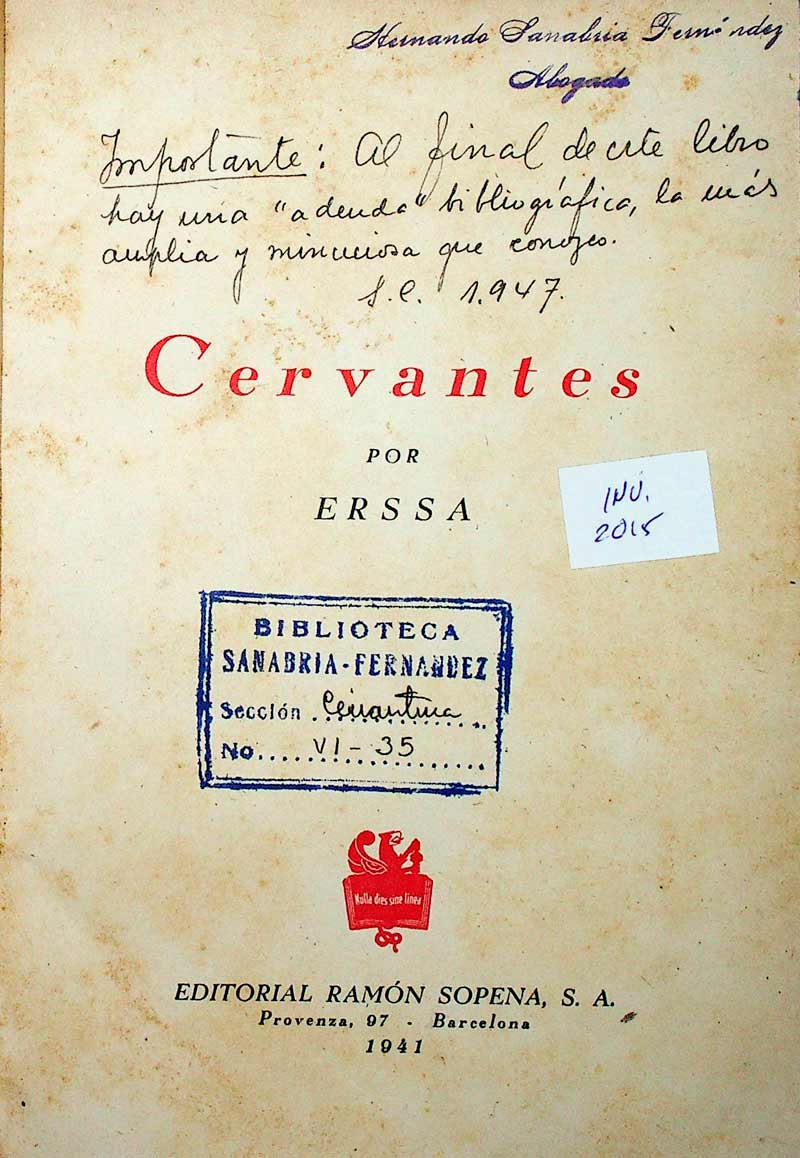 Hernando Sanabria Fernández
Abogado
Importante: Al final de este libro
hay una "adenda" bibliográfica, la más
amplia y minuciosa que conozco.
S.C. 1.947.
Cervantes
POR
ERSSA
INV.
2015
BIBLIOTECA
SANABRIA-FERNANDEZ
Sección Cervantina
No. VI-35
Nulla dies sine linea
EDITORIAL RAMÓN SOPENA, S. A.
Provenza, 97 - Barcelona
1941